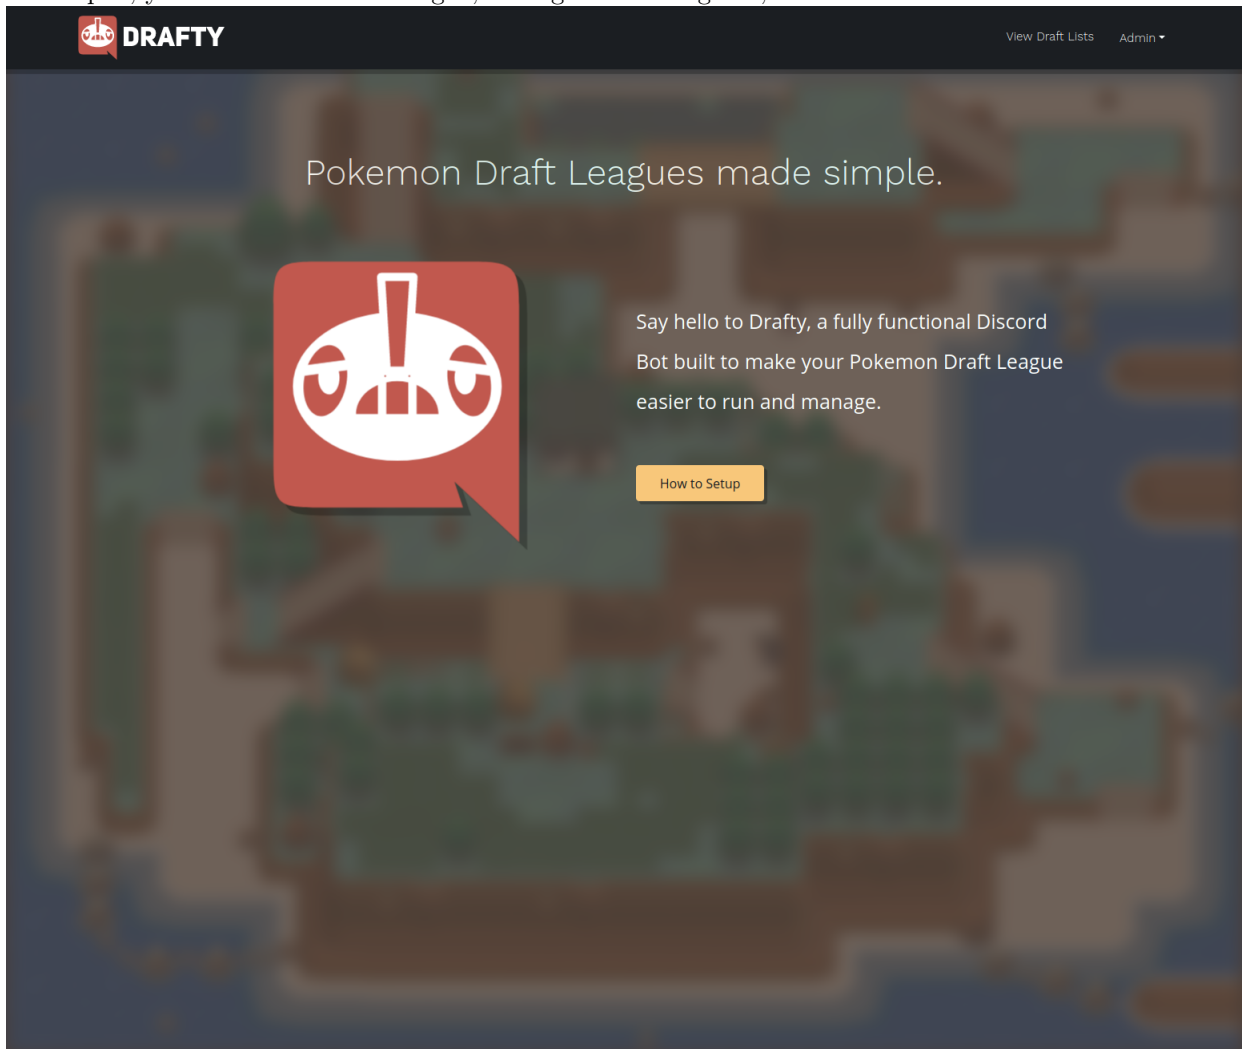 DRAFTY
View Draft Lists
Admin
Pokemon Draft Leagues made simple.
Say hello to Drafty, a fully functional Discord
Bot built to make your Pokemon Draft League
easier to run and manage.
How to Setup